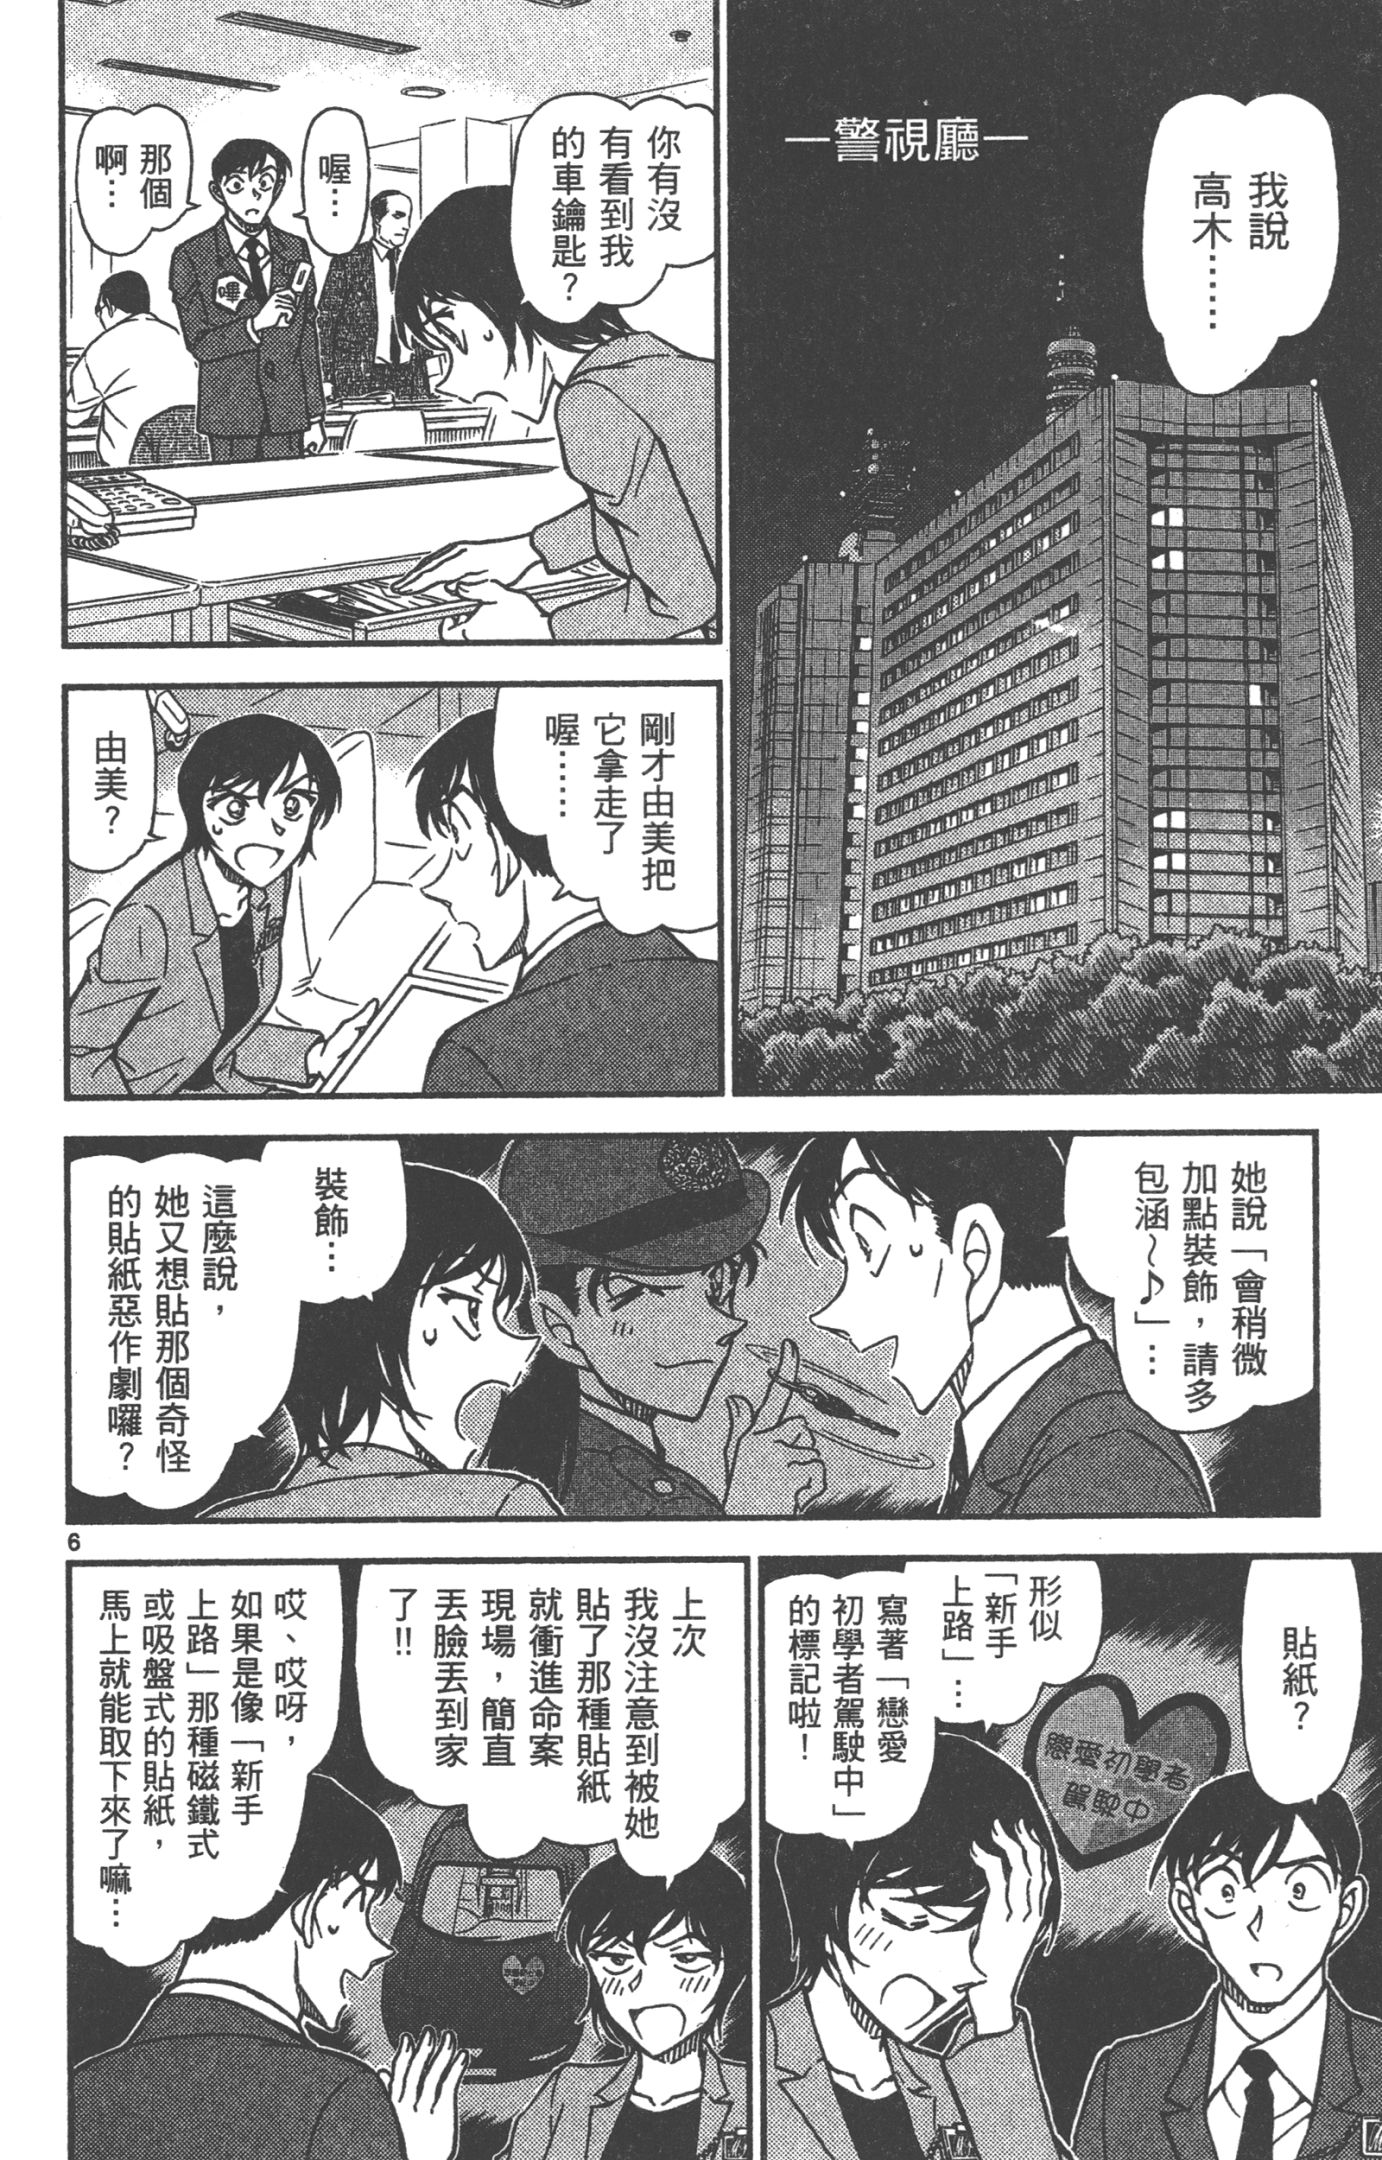 我說
高木……
—警視廳—
你有沒
有看到我
的車鑰匙？
喔…
嗶
那個
啊…
剛才由美把
它拿走了
喔……
由美？
她說「會稍微
加點裝飾，請多
包涵～♪」…
裝飾…
這麼說，
她又想貼那個奇怪
的貼紙惡作劇囉？
貼紙？
形似
「新手
上路」…
寫著「戀愛
初學者駕駛中」
的標記啦！
戀愛初學者
駕駛中
上次
我沒注意到被她
貼了那種貼紙
就衝進命案
現場，簡直
丟臉丟到家
了!!
哎、哎呀，
如果是像「新手
上路」那種磁鐵式
或吸盤式的貼紙，
馬上就能取下來了嘛…
6